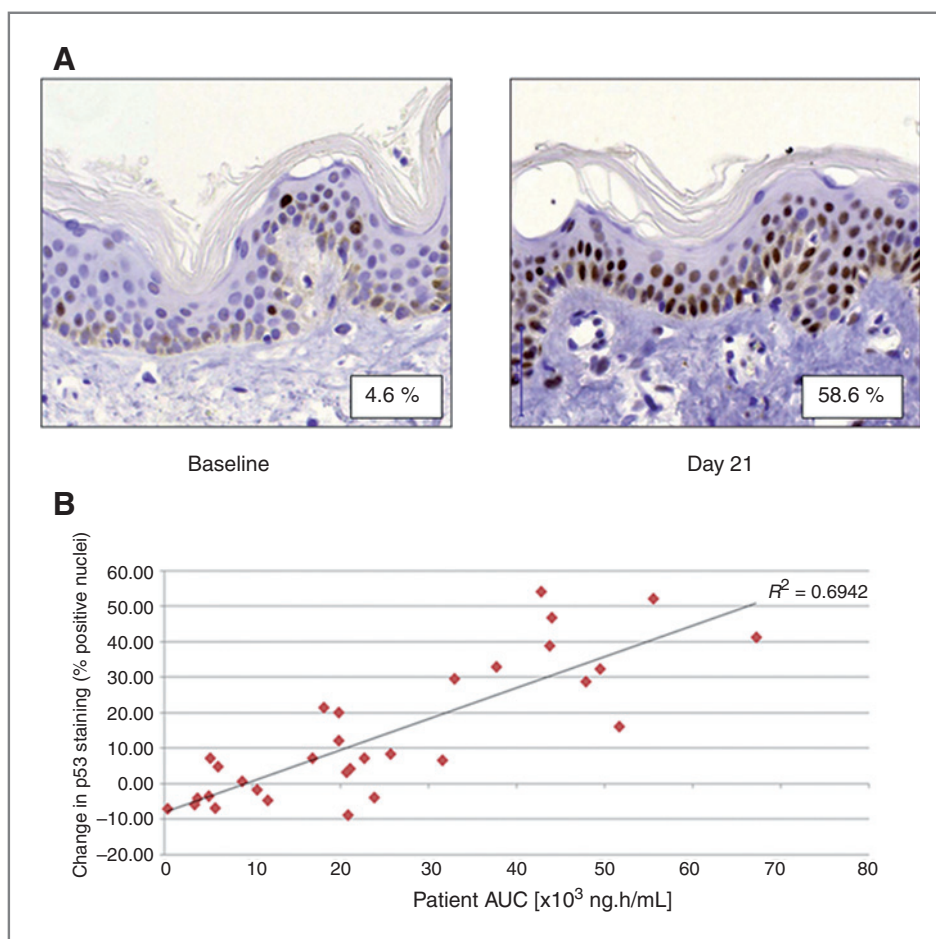 A
4.6 %
58.6 %
Baseline
Day 21
B
Change in p53 staining (% positive nuclei)
60.00
50.00
40.00
30.00
20.00
10.00
0.00
–10.00
–20.00
R² = 0.6942
0 10 20 30 40 50 60 70 80
Patient AUC [x10³ ng.h/mL]